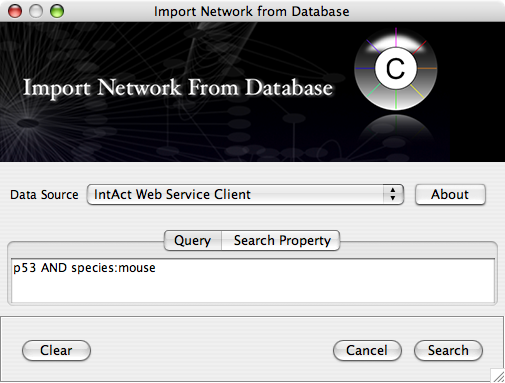 Import Network from Database
Import Network From Database
C
Data Source IntAct Web Service Client About
Query Search Property
p53 AND species:mouse
Clear Cancel Search